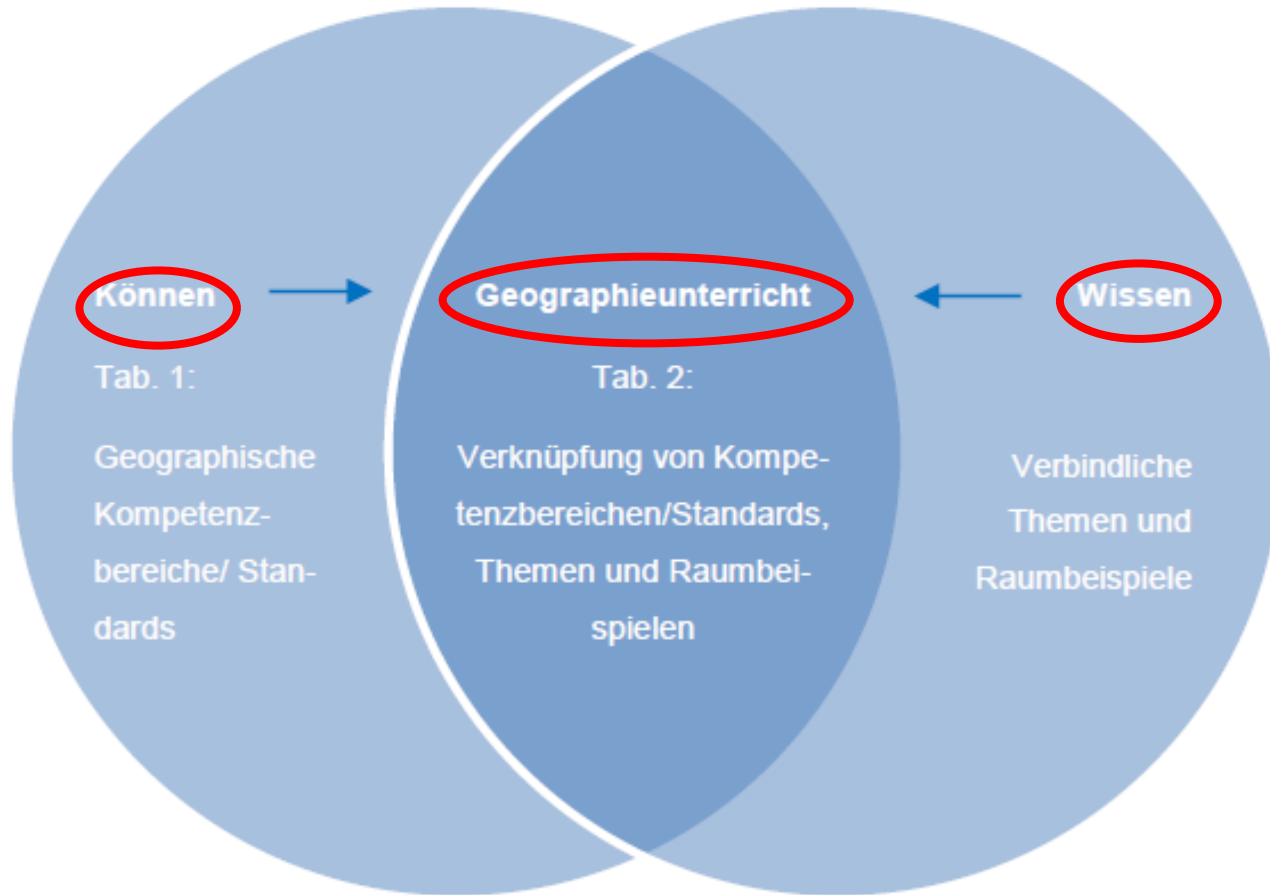 Können
Tab. 1:
Geographische
Kompetenz-
bereiche/ Stan-
dards
Geographieunterricht
Tab. 2:
Verknüpfung von Kompe-
tenzbereichen/Standards,
Themen und Raumbei-
spielen
Wissen
Verbindliche
Themen und
Raumbeispiele